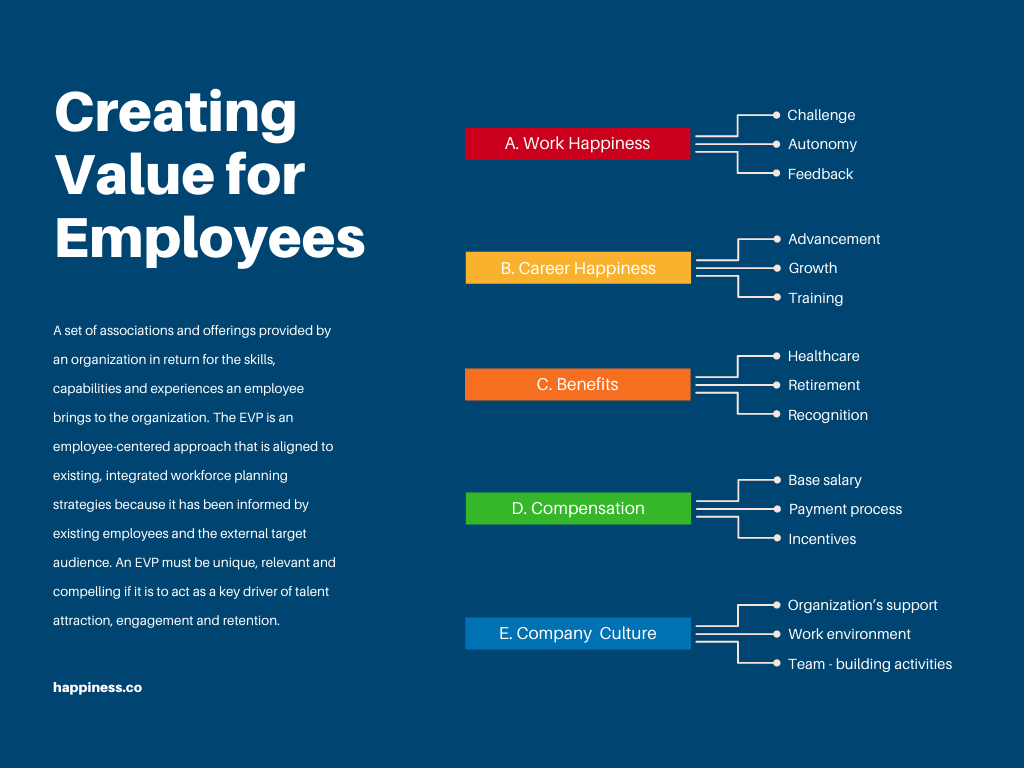 Creating
Value for
Employees
A set of associations and offerings provided by
an organization in return for the skills,
capabilities and experiences an employee
brings to the organization. The EVP is an
employee-centered approach that is aligned to
existing, integrated workforce planning
strategies because it has been informed by
existing employees and the external target
audience. An EVP must be unique, relevant and
compelling if it is to act as a key driver of talent
attraction, engagement and retention.
happiness.co
A. Work Happiness
Challenge
Autonomy
Feedback
B. Career Happiness
Advancement
Growth
Training
C. Benefits
Healthcare
Retirement
Recognition
D. Compensation
Base salary
Payment process
Incentives
E. Company  Culture
Organization’s support
Work environment
Team - building activities